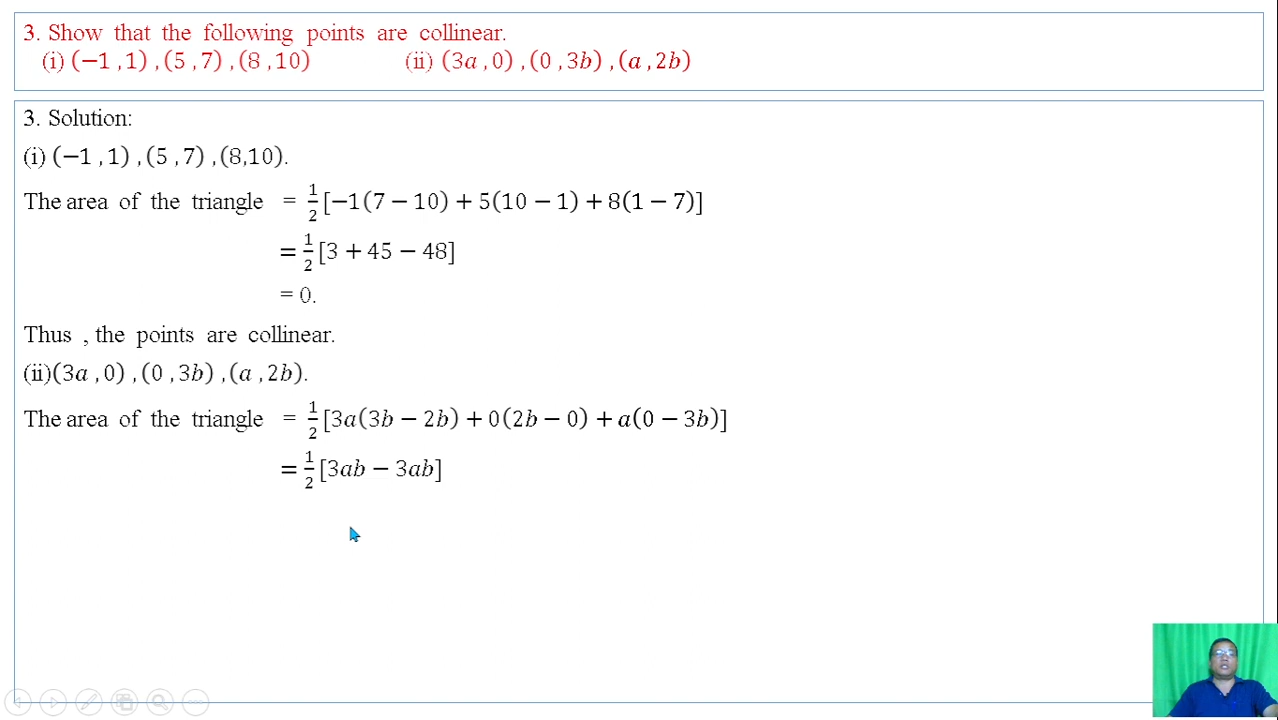 3. Show that the following points are collinear.
(i) (−1 , 1) , (5 , 7) , (8 , 10) (ii) (3a , 0) , (0 , 3b) , (a , 2b)
3. Solution:
(i) (−1 , 1) , (5 , 7) , (8,10).
The area of the triangle = 1/2 [−1(7 − 10) + 5(10 − 1) + 8(1 − 7)]
= 1/2 [3 + 45 − 48]
= 0.
Thus , the points are collinear.
(ii)(3a , 0) , (0 , 3b) , (a , 2b).
The area of the triangle = 1/2 [3a(3b − 2b) + 0(2b − 0) + a(0 − 3b)]
= 1/2 [3ab − 3ab]